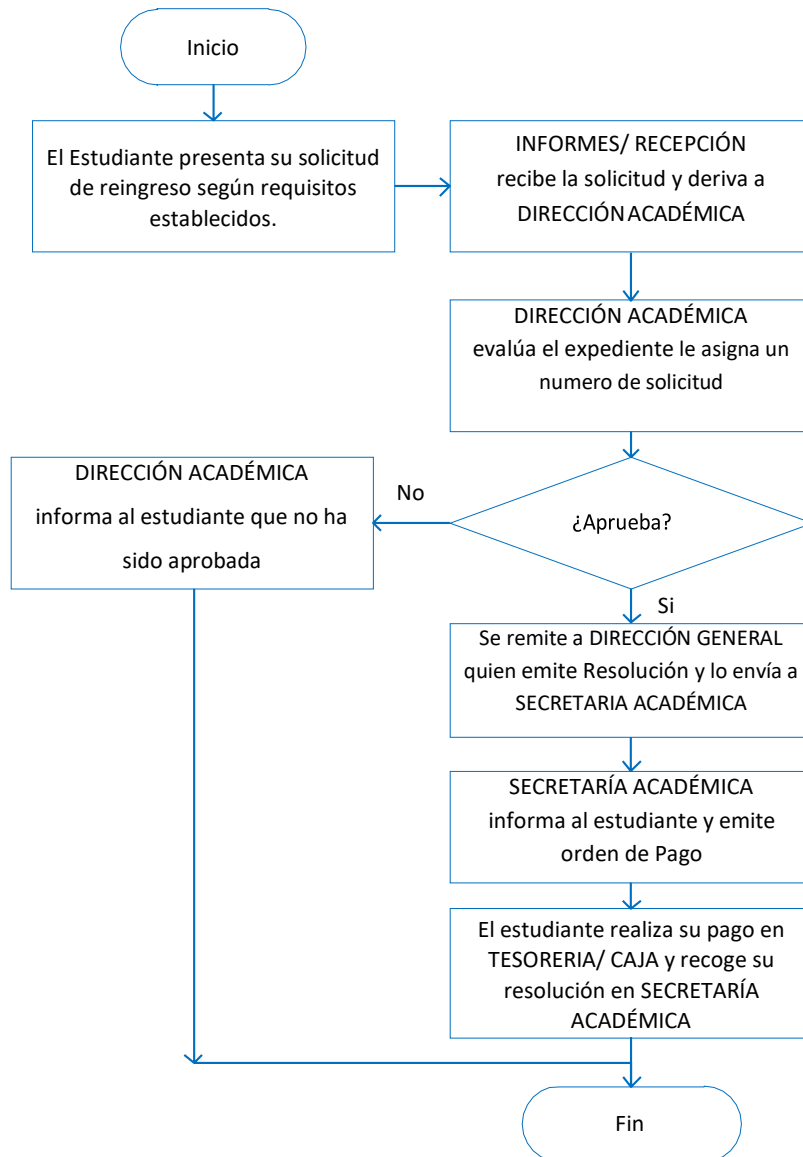 Inicio
El Estudiante presenta su solicitud
de reingreso según requisitos
establecidos.
INFORMES/ RECEPCIÓN
recibe la solicitud y deriva a
DIRECCIÓN ACADÉMICA
DIRECCIÓN ACADÉMICA
evalúa el expediente le asigna un
numero de solicitud
¿Aprueba?
No
DIRECCIÓN ACADÉMICA
informa al estudiante que no ha
sido aprobada
Si
Se remite a DIRECCIÓN GENERAL
quien emite Resolución y lo envía a
SECRETARIA ACADÉMICA
SECRETARÍA ACADÉMICA
informa al estudiante y emite
orden de Pago
El estudiante realiza su pago en
TESORERIA/ CAJA y recoge su
resolución en SECRETARÍA
ACADÉMICA
Fin